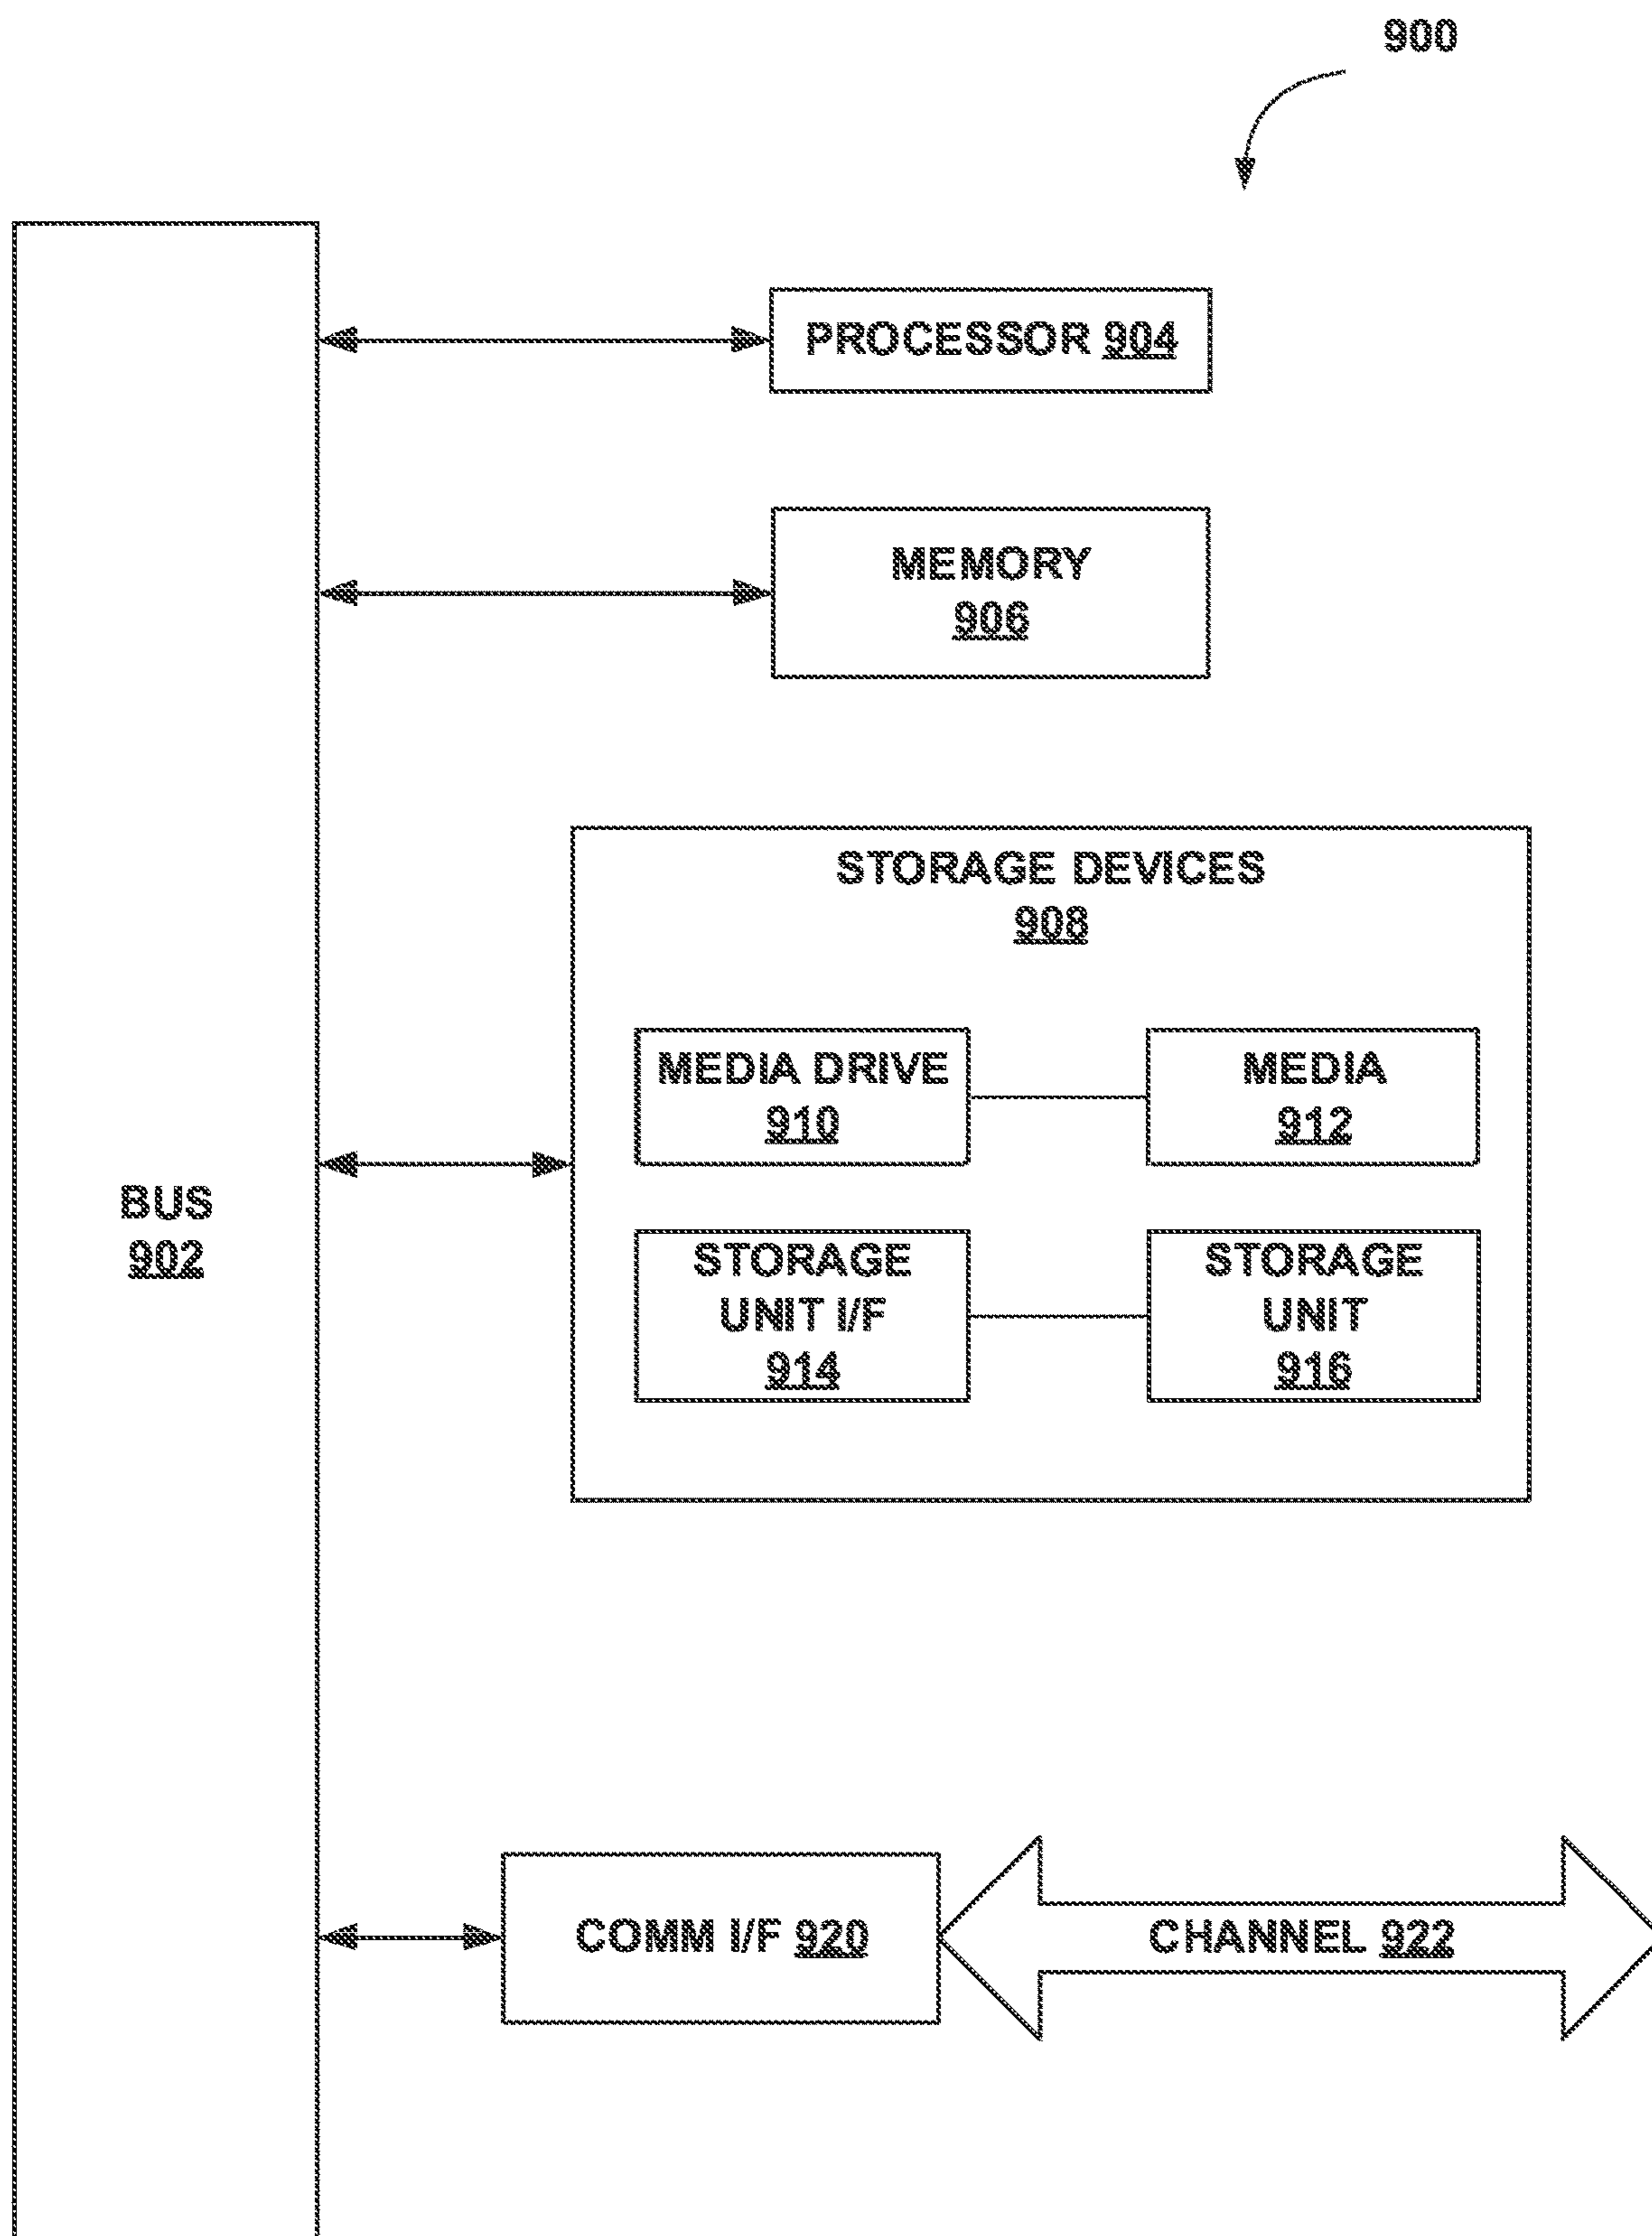 900
PROCESSOR 904
MEMORY
906
STORAGE DEVICES
908
MEDIA DRIVE
910
MEDIA
912
BUS
902
STORAGE
UNIT I/F
914
STORAGE
UNIT
916
COMM I/F 920
CHANNEL 922